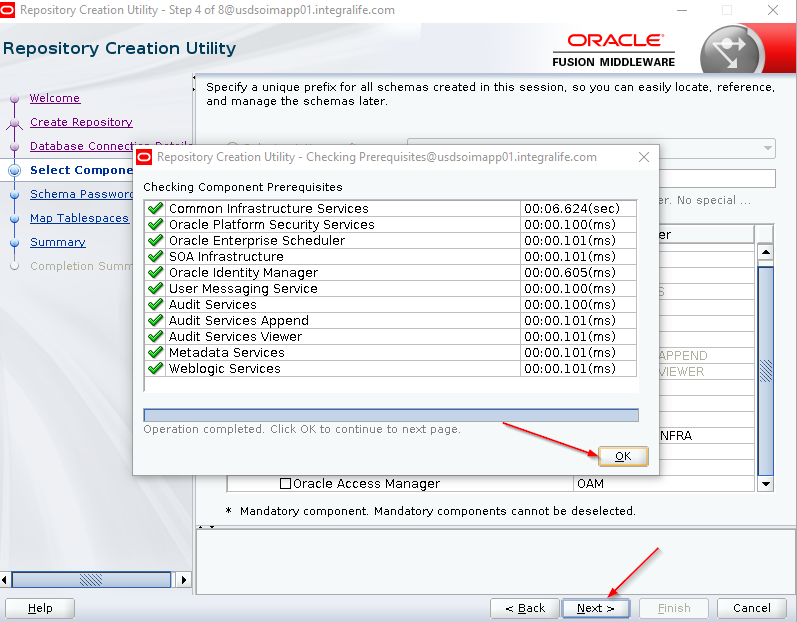 Repository Creation Utility - Step 4 of 8@usdsoimapp01.integralife.com
Repository Creation Utility
ORACLE
FUSION MIDDLEWARE
Welcome
Create Repository
Database Connection Details
Select Compone
Schema Password
Map Tablespaces
Summary
Completion Summ
Specify a unique prefix for all schemas created in this session, so you can easily locate, reference,
and manage the schemas later.
er. No special ...
er
S
APPEND
VIEWER
NFRA
Repository Creation Utility - Checking Prerequisites@usdsoimapp01.integralife.com
Checking Component Prerequisites
Common Infrastructure Services 00:06.624(sec)
Oracle Platform Security Services 00:00.100(ms)
Oracle Enterprise Scheduler 00:00.101(ms)
SOA Infrastructure 00:00.101(ms)
Oracle Identity Manager 00:00.605(ms)
User Messaging Service 00:00.100(ms)
Audit Services 00:00.100(ms)
Audit Services Append 00:00.101(ms)
Audit Services Viewer 00:00.101(ms)
Metadata Services 00:00.101(ms)
Weblogic Services 00:00.101(ms)
Operation completed. Click OK to continue to next page.
OK
Oracle Access Manager OAM
* Mandatory component. Mandatory components cannot be deselected.
Help
< Back
Next >
Finish
Cancel